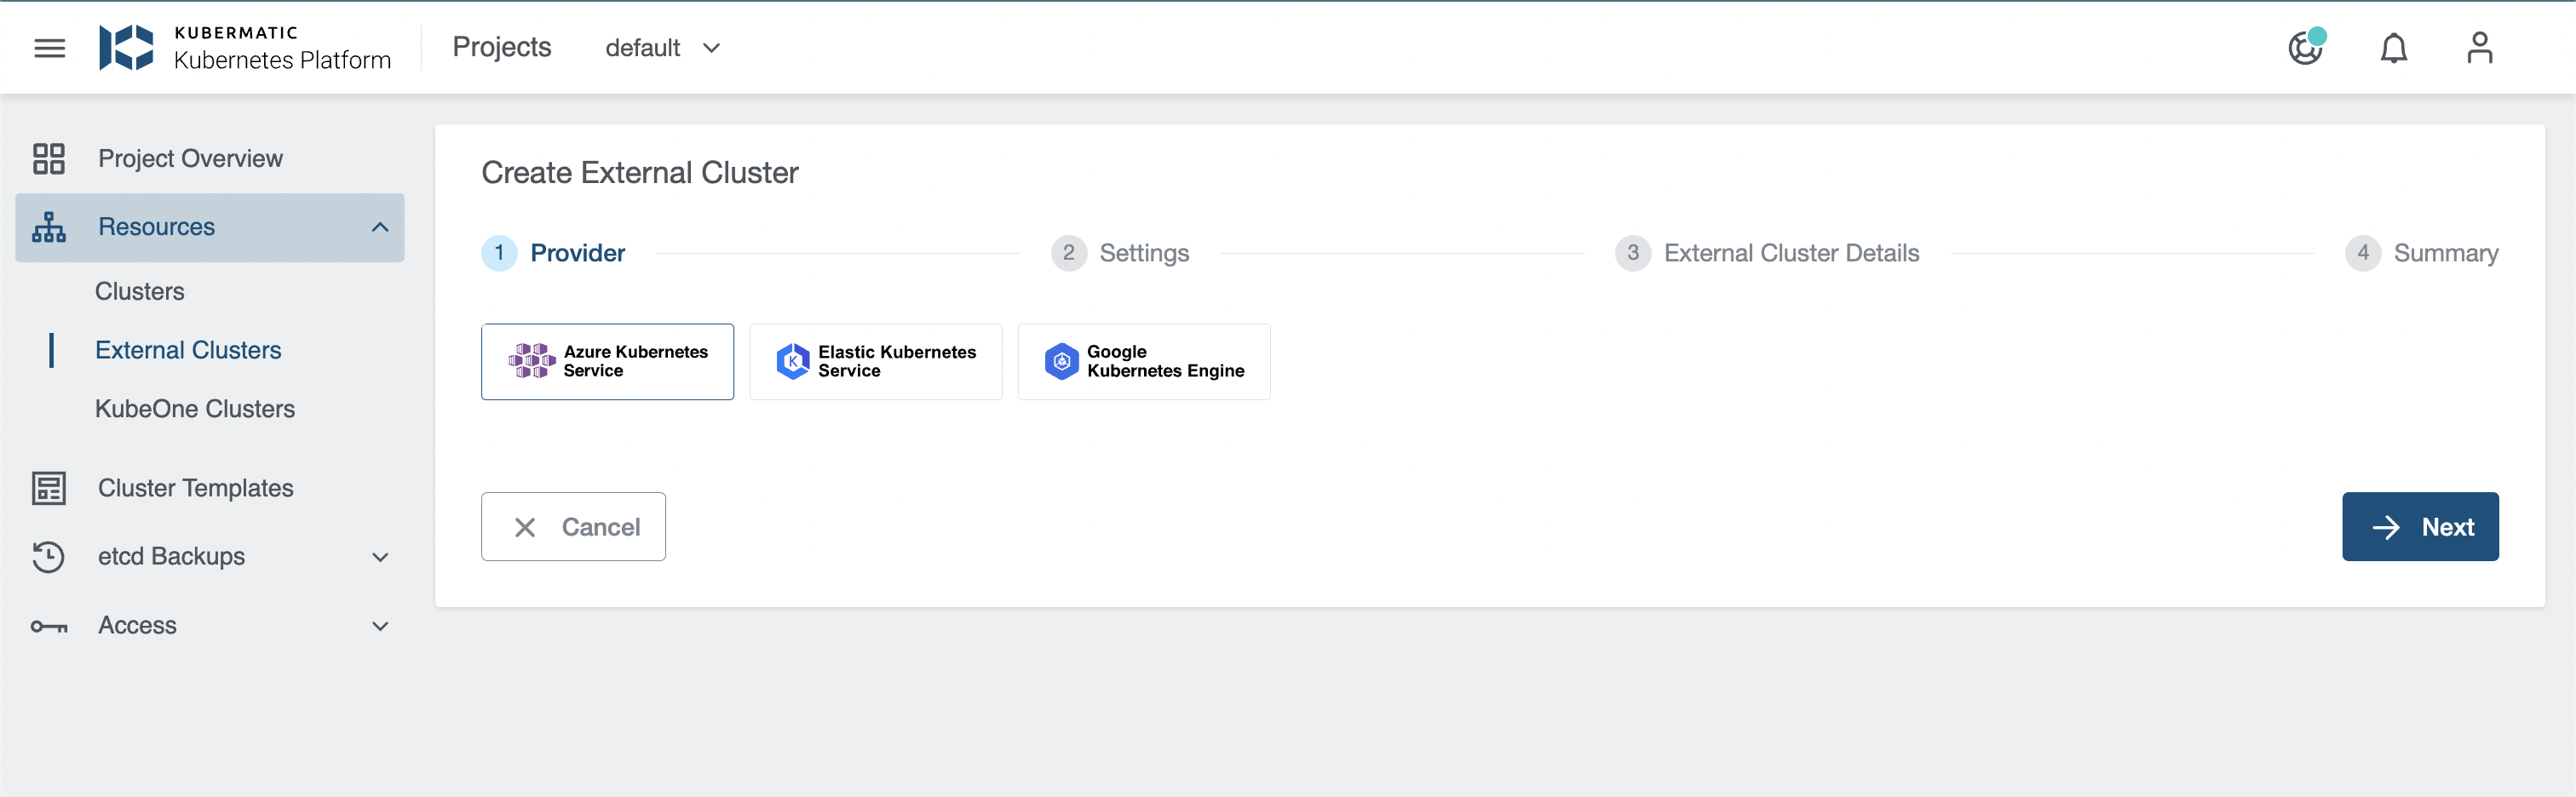 KUBERMATIC
Kubernetes Platform
Projects
default
Project Overview
Resources
Clusters
External Clusters
KubeOne Clusters
Cluster Templates
etcd Backups
Access
Create External Cluster
1 Provider
2 Settings
3 External Cluster Details
4 Summary
Azure Kubernetes
Service
Elastic Kubernetes
Service
Google
Kubernetes Engine
Cancel
Next